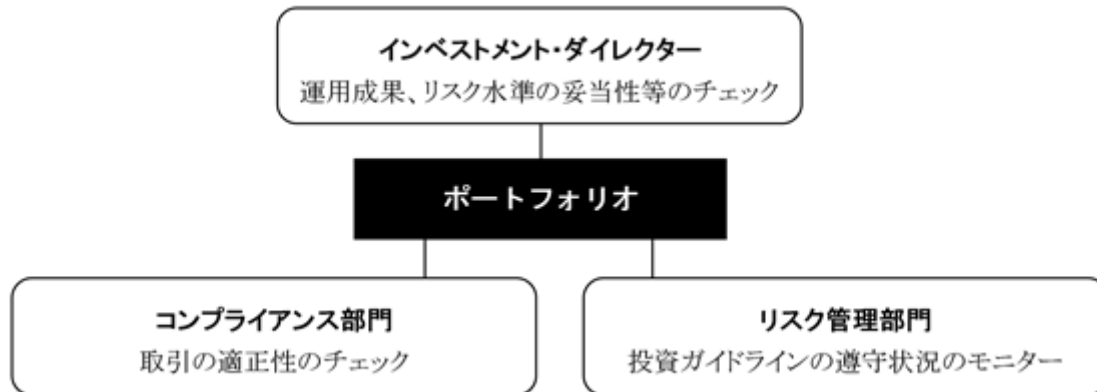 インベストメント・ダイレクター
運用成果、リスク水準の妥当性等のチェック
ポートフォリオ
コンプライアンス部門
取引の適正性のチェック
リスク管理部門
投資ガイドラインの遵守状況のモニター